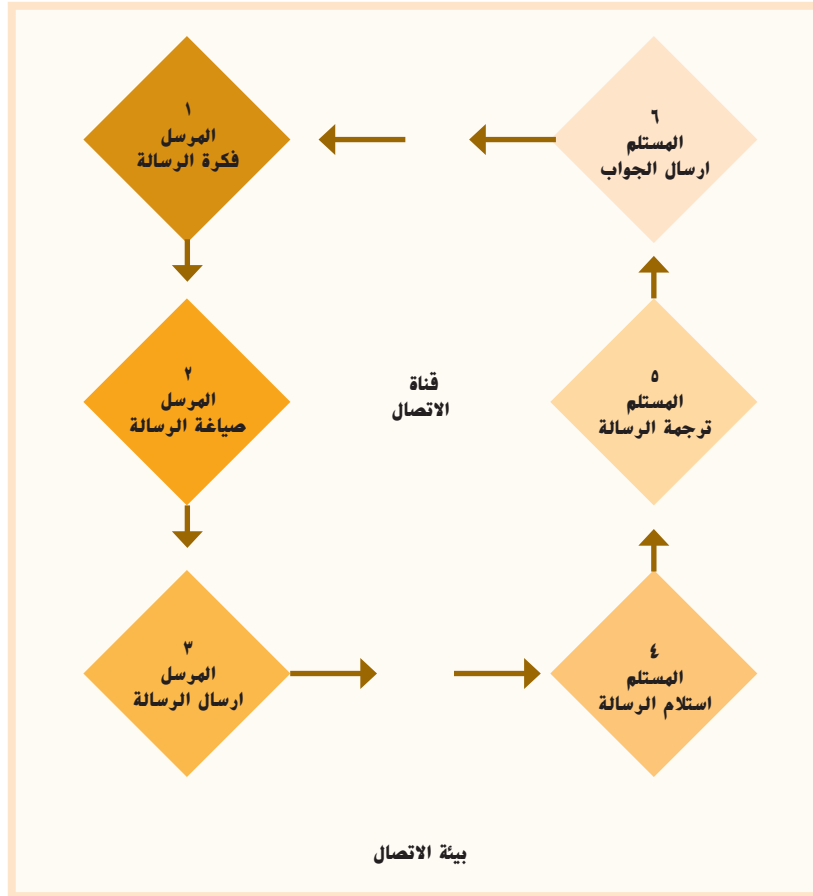 ١
المرسل
فكرة الرسالة
٢
المرسل
صياغة الرسالة
٣
المرسل
ارسال الرسالة
٤
المستلم
استلام الرسالة
٥
المستلم
ترجمة الرسالة
٦
المستلم
ارسال الجواب
قناة
الاتصال
بيئة الاتصال